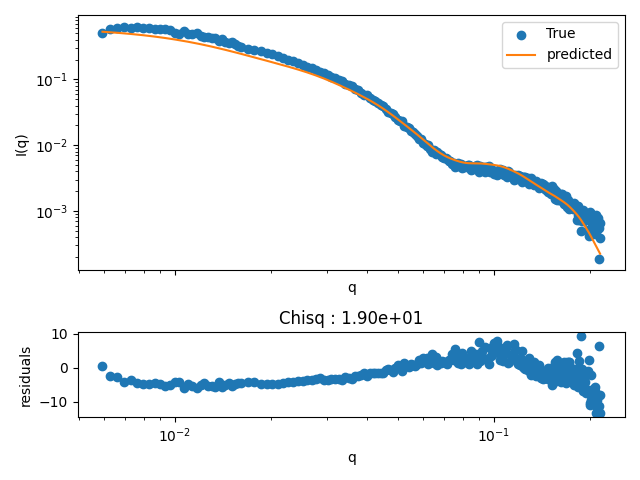 True
predicted
10⁻¹
10⁻²
10⁻³
I(q)
q
Chisq : 1.90e+01
10
0
−10
residuals
10⁻²
10⁻¹
q